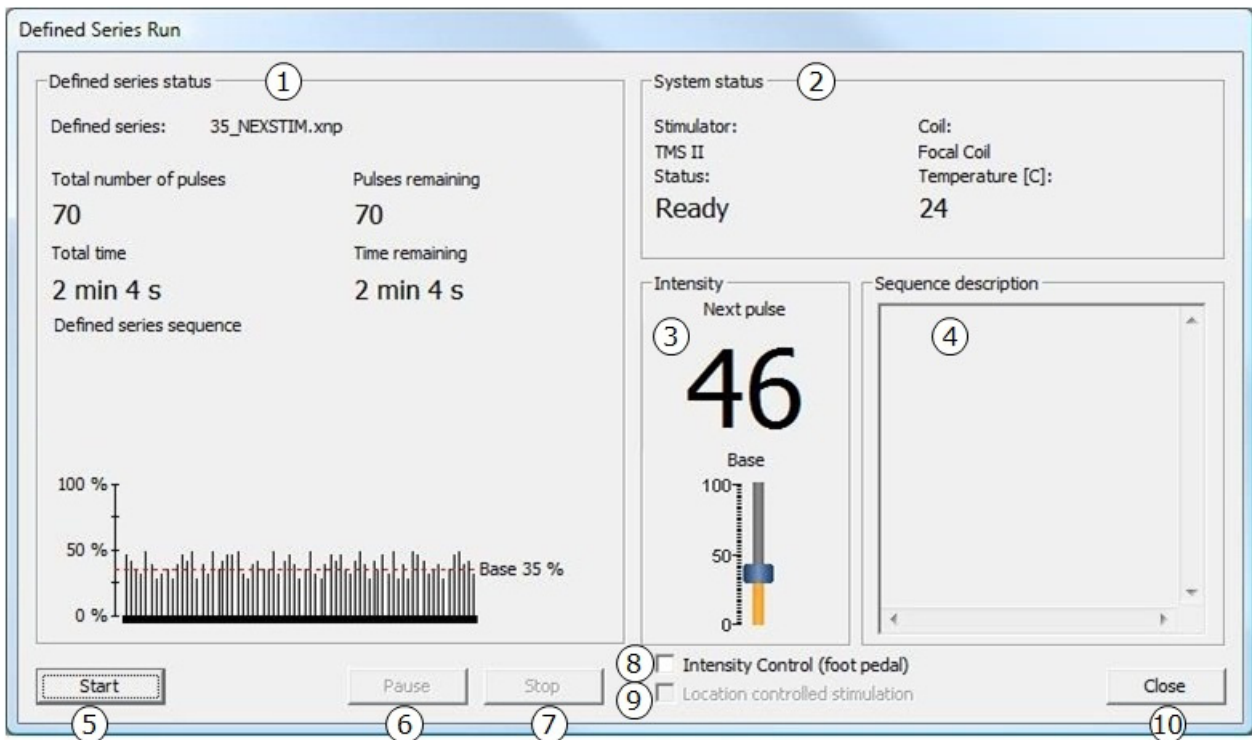 Defined Series Run
Defined series status 1
Defined series: 35_NEXSTIM.xnp
Total number of pulses Pulses remaining
70 70
Total time Time remaining
2 min 4 s 2 min 4 s
Defined series sequence
100 %
50 %
Base 35 %
0 %
System status 2
Stimulator: Coil:
TMS II Focal Coil
Status: Temperature [C]:
Ready 24
Intensity
Next pulse
3
46
Base
100
50
0
Sequence description
4
8 Intensity Control (foot pedal)
9 Location controlled stimulation
Start Pause Stop Close
5 6 7 10